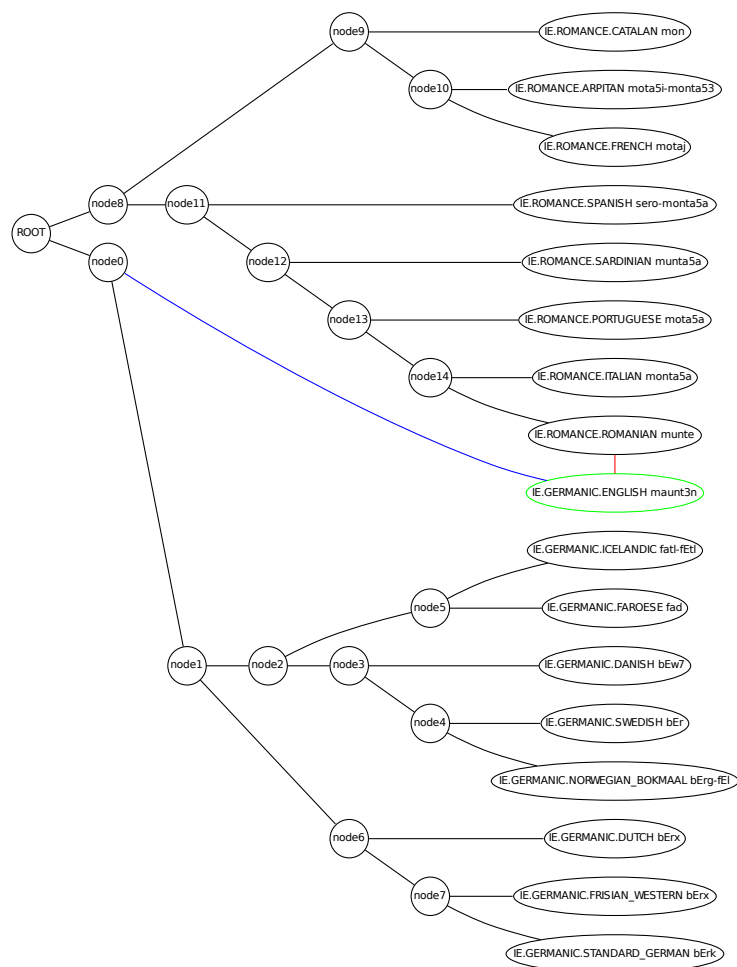 node9
IE.ROMANCE.CATALAN mon
node10
IE.ROMANCE.ARPITAN mota5i-monta53
IE.ROMANCE.FRENCH motaj
node8
node11
IE.ROMANCE.SPANISH sero-monta5a
ROOT
node0
node12
IE.ROMANCE.SARDINIAN munta5a
node13
IE.ROMANCE.PORTUGUESE mota5a
node14
IE.ROMANCE.ITALIAN monta5a
IE.ROMANCE.ROMANIAN munte
IE.GERMANIC.ENGLISH maunt3n
IE.GERMANIC.ICELANDIC fatl-fEtl
node5
IE.GERMANIC.FAROESE fad
node1
node2
node3
IE.GERMANIC.DANISH bEw7
node4
IE.GERMANIC.SWEDISH bEr
IE.GERMANIC.NORWEGIAN_BOKMAAL bErg-fEl
node6
IE.GERMANIC.DUTCH bErx
node7
IE.GERMANIC.FRISIAN_WESTERN bErx
IE.GERMANIC.STANDARD_GERMAN bErk